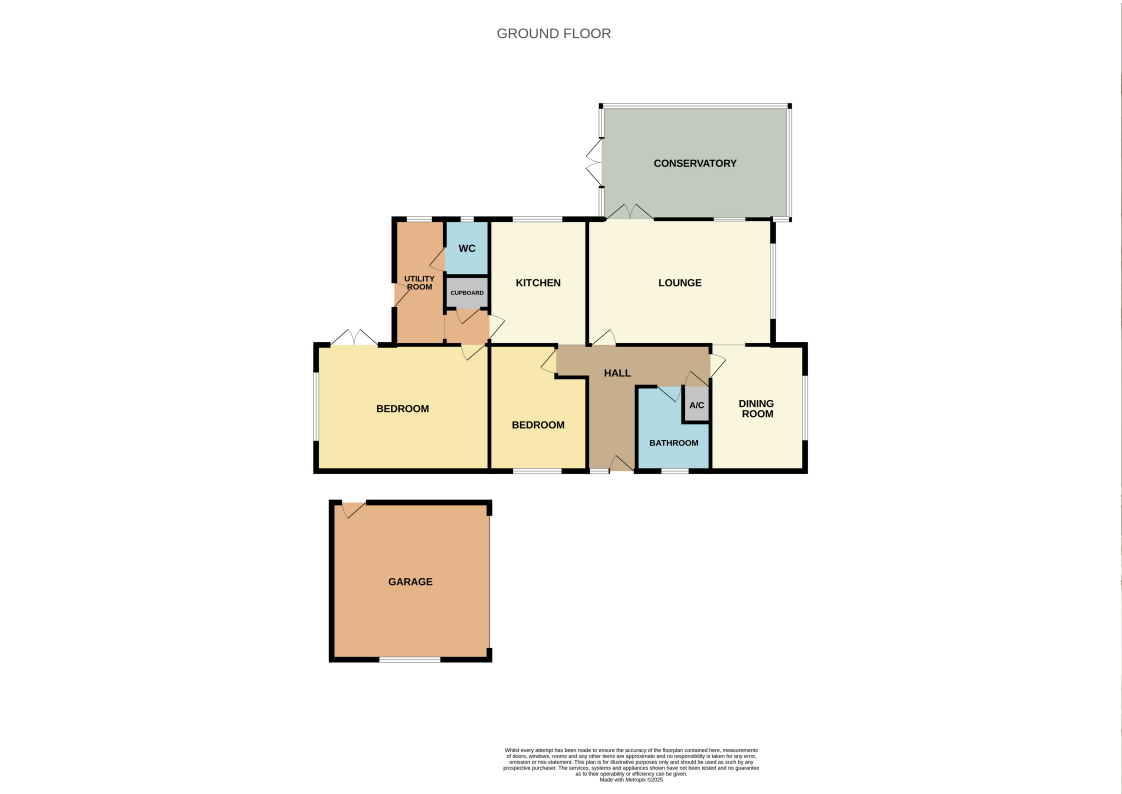 GROUND FLOOR
CONSERVATORY
WC
UTILITY
ROOM
KITCHEN
LOUNGE
CUPBOARD
HALL
BEDROOM
BEDROOM
A/C
DINING
ROOM
BATHROOM
GARAGE
Whilst every attempt has been made to ensure the accuracy of the floorplan contained here, measurements
of doors, windows, rooms and any other items are approximate and no responsibility is taken for any error,
omission or mis-statement. This plan is for illustrative purposes only and should be used as such by any
prospective purchaser. The services, systems and appliances shown have not been tested and no guarantee
as to their operability or efficiency can be given.
Made with Metropix ©2025